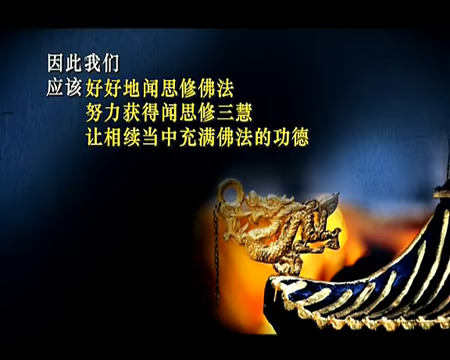 因此我们
应该好好地闻思修佛法
努力获得闻思修三慧
让相续当中充满佛法的功德